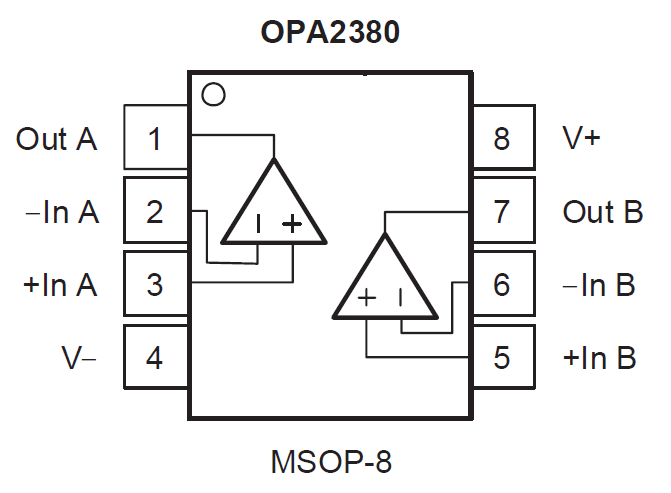 OPA2380
Out A 1 8 V+
−In A 2 7 Out B
+In A 3 6 −In B
V− 4 5 +In B
− +
+ −
MSOP-8